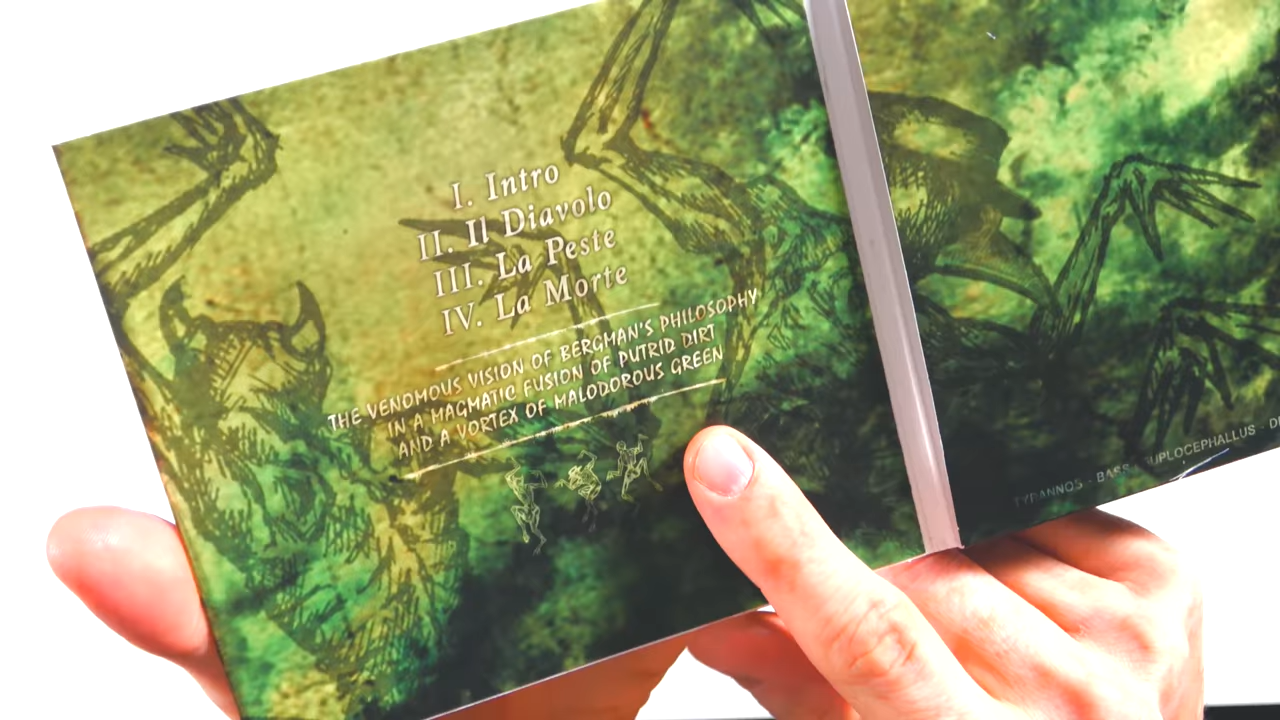 I. Intro
II. Il Diavolo
III. La Peste
IV. La Morte
THE VENOMOUS VISION OF BERGMAN'S PHILOSOPHY
IN A MAGMATIC FUSION OF PUTRID DIRT
AND A VORTEX OF MALODOROUS GREEN
TYRANNOS - BASS